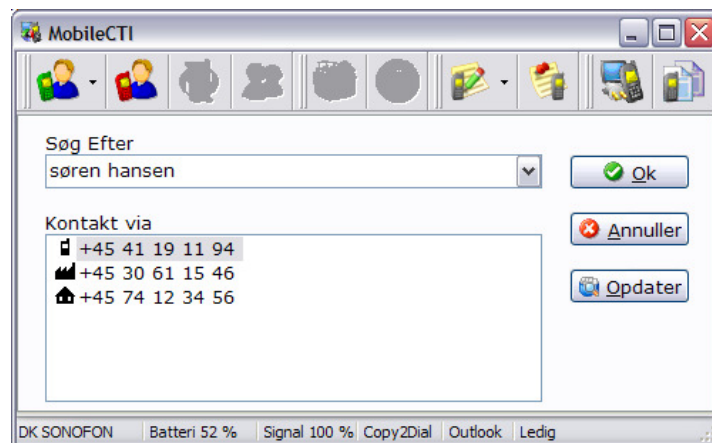 MobileCTI
Søg Efter
søren hansen
Ok
Kontakt via
Annuller
+45 41 19 11 94
+45 30 61 15 46
+45 74 12 34 56
Opdater
DK SONOFON Batteri 52 % Signal 100 % Copy2Dial Outlook Ledig